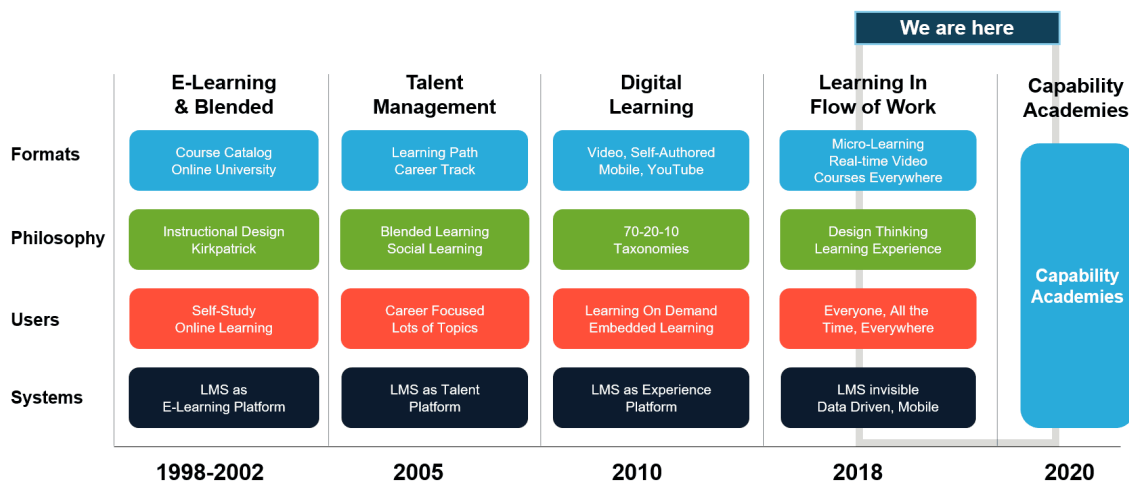 We are here
E-Learning
& Blended
Talent
Management
Digital
Learning
Learning In
Flow of Work
Capability
Academies
Formats
Course Catalog
Online University
Learning Path
Career Track
Video, Self-Authored
Mobile, YouTube
Micro-Learning
Real-time Video
Courses Everywhere
Philosophy
Instructional Design
Kirkpatrick
Blended Learning
Social Learning
70-20-10
Taxonomies
Design Thinking
Learning Experience
Capability
Academies
Users
Self-Study
Online Learning
Career Focused
Lots of Topics
Learning On Demand
Embedded Learning
Everyone, All the
Time, Everywhere
Systems
LMS as
E-Learning Platform
LMS as Talent
Platform
LMS as Experience
Platform
LMS invisible
Data Driven, Mobile
1998-2002
2005
2010
2018
2020